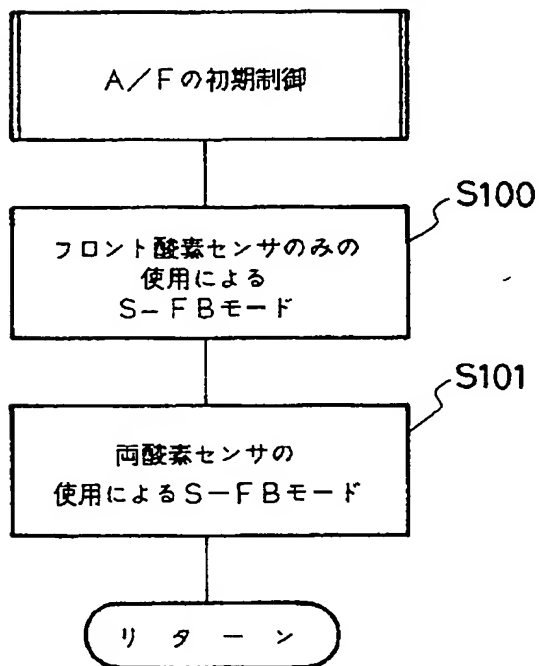 A/Fの初期制御
S100
フロント酸素センサのみの
使用による
S-FBモード
S101
両酸素センサの
使用によるS-FBモード
リターン